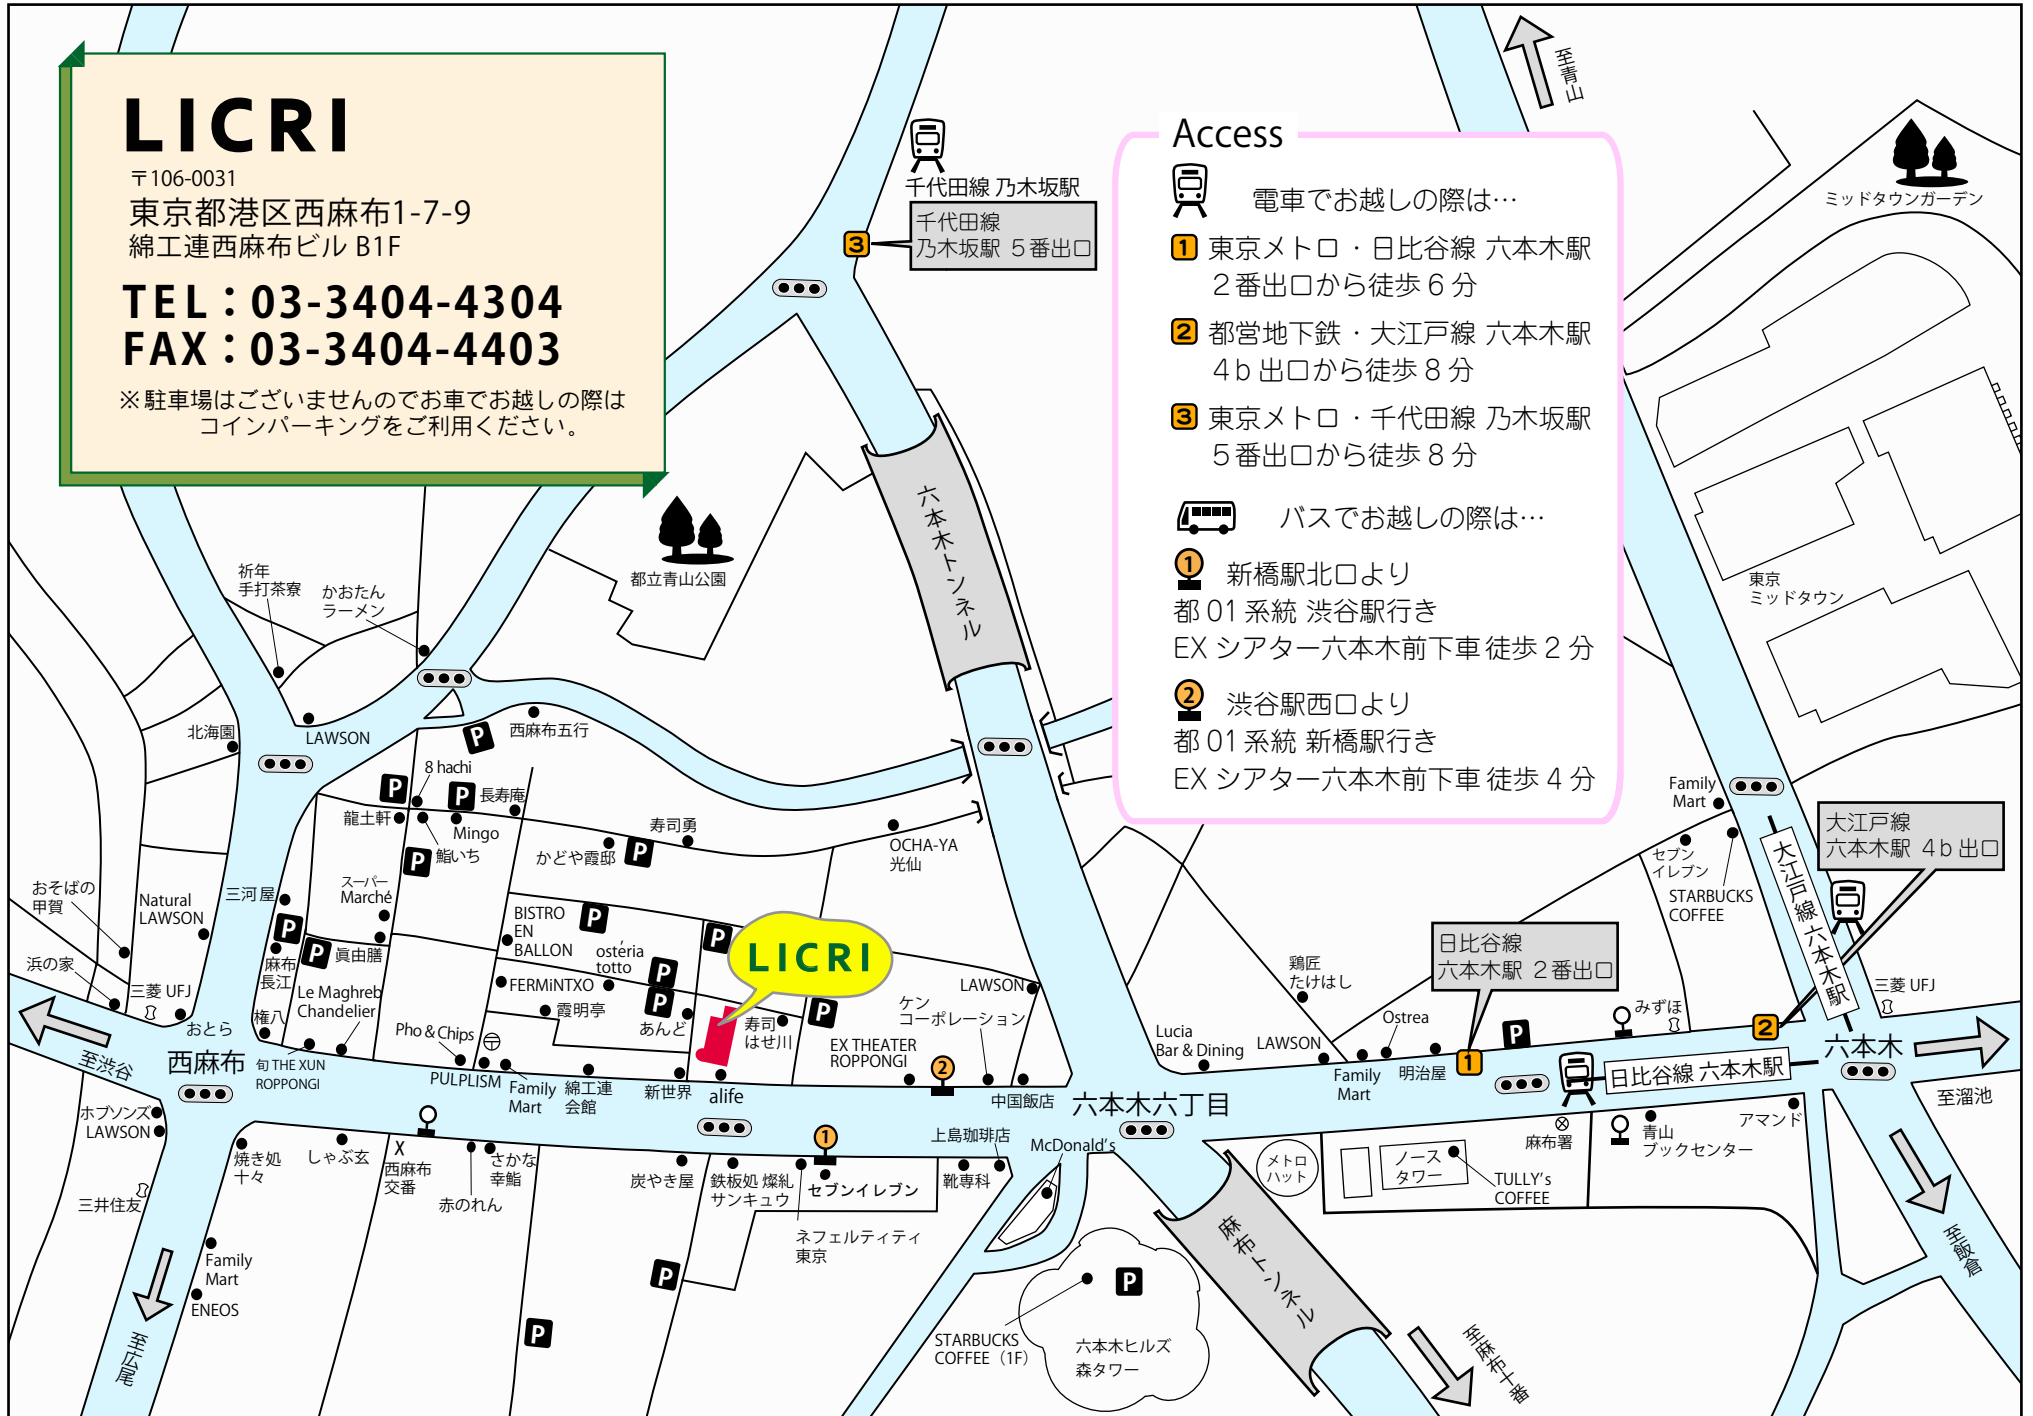 LICRI
〒106-0031
東京都港区西麻布1-7-9
綿工連西麻布ビル B1F
TEL：03-3404-4304
FAX：03-3404-4403
※駐車場はございませんのでお車でお越しの際は
コインパーキングをご利用ください。
千代田線 乃木坂駅
千代田線
乃木坂駅 5番出口
3
至青山
ミッドタウンガーデン
Access
電車でお越しの際は…
1 東京メトロ・日比谷線 六本木駅
2番出口から徒歩6分
2 都営地下鉄・大江戸線 六本木駅
4b出口から徒歩8分
3 東京メトロ・千代田線 乃木坂駅
5番出口から徒歩8分
バスでお越しの際は…
1 新橋駅北口より
都01系統 渋谷駅行き
EXシアター六本木前下車 徒歩2分
2 渋谷駅西口より
都01系統 新橋駅行き
EXシアター六本木前下車 徒歩4分
六本木トンネル
都立青山公園
東京
ミッドタウン
祈年
手打茶寮
かおたん
ラーメン
北海園
LAWSON
P
西麻布五行
8 hachi
P
P
長寿庵
龍土軒
Mingo
鮨いち
P
寿司勇
かどや霞邸
P
OCHA-YA
光仙
Family
Mart
セブン
イレブン
STARBUCKS
COFFEE
大江戸線
六本木駅 4b出口
大江戸線 六本木駅
おそばの
甲賀
Natural
LAWSON
三河屋
スーパー
Marché
P
P
眞由膳
麻布
長江
BISTRO
EN
BALLON
P
ostéria
totto
P
P
P
LICRI
FERMiNTXO
霞明亭
あんど
寿司
はせ川
P
ケン
コーポレーション
LAWSON
EX THEATER
ROPPONGI
2
浜の家
三菱 UFJ
おとら
権八
Le Maghreb
Chandelier
Pho & Chips
旬 THE XUN
ROPPONGI
PULPLISM
Family
Mart
綿工連
会館
新世界
alife
中国飯店
日比谷線
六本木駅 2番出口
鶏匠
たけはし
みずほ
三菱 UFJ
Lucia
Bar & Dining
LAWSON
Ostrea
Family
Mart
明治屋
1
P
2
日比谷線 六本木駅
六本木
至渋谷
西麻布
六本木六丁目
至溜池
ホブソンズ
LAWSON
焼き処
十々
しゃぶ玄
X
西麻布
交番
さかな
幸鮨
赤のれん
炭やき屋
鉄板処 燦糺
サンキュウ
1
セブンイレブン
ネフェルティティ
東京
上島珈琲店
靴専科
McDonald's
メトロ
ハット
ノース
タワー
TULLY's
COFFEE
麻布署
青山
ブックセンター
アマンド
三井住友
Family
Mart
ENEOS
至広尾
P
P
STARBUCKS
COFFEE（1F）
P
六本木ヒルズ
森タワー
麻布トンネル
至麻布十番
至飯倉